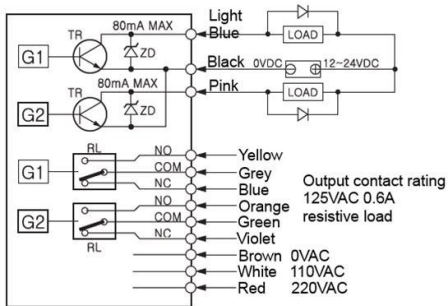 80mA MAX
Light
Blue
LOAD
TR
G1
ZD
Black
0VDC
12~24VDC
80mA MAX
Pink
LOAD
TR
G2
ZD
RL
NO
Yellow
G1
COM
Grey
NC
Blue
Output contact rating
125VAC 0.6A
resistive load
NO
Orange
G2
COM
Green
NC
Violet
RL
Brown 0VAC
White 110VAC
Red 220VAC